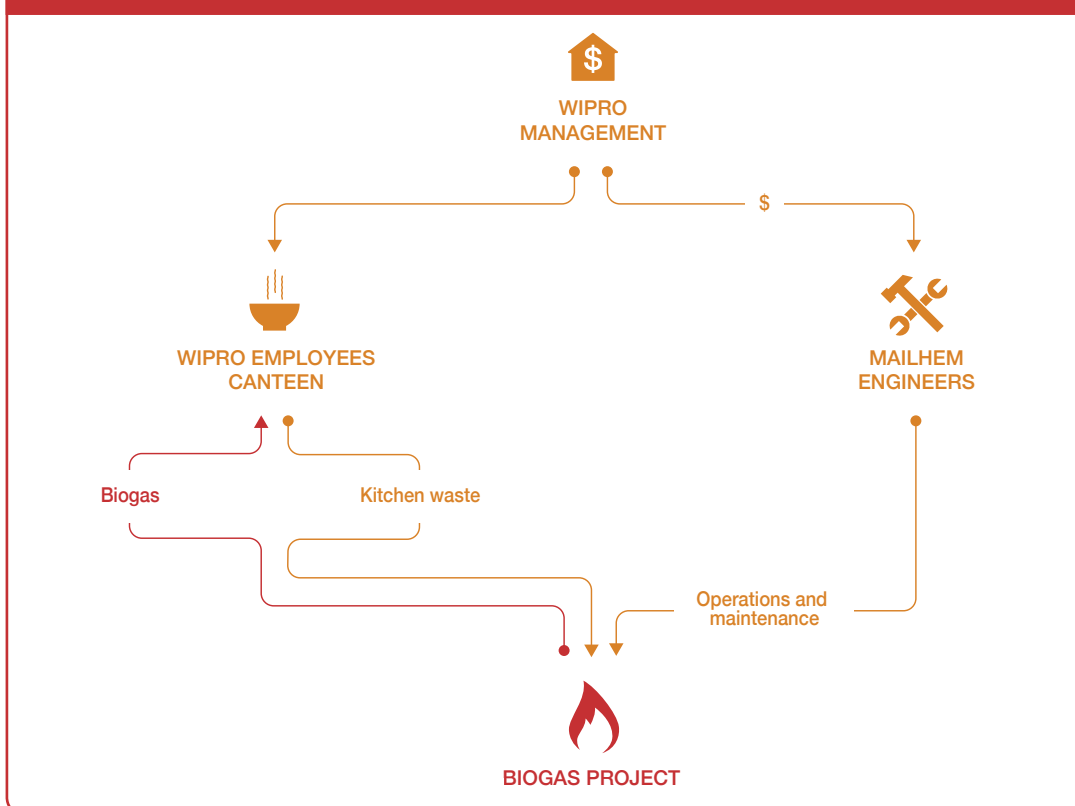 $
WIPRO
MANAGEMENT
$
WIPRO EMPLOYEES
CANTEEN
MAILHEM
ENGINEERS
Biogas
Kitchen waste
Operations and
maintenance
BIOGAS PROJECT